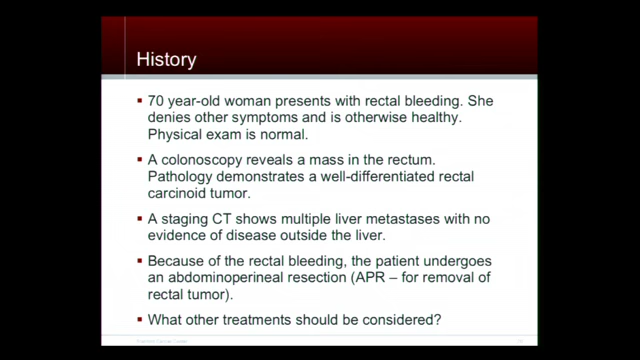 History
▪ 70 year-old woman presents with rectal bleeding. She
denies other symptoms and is otherwise healthy.
Physical exam is normal.
▪ A colonoscopy reveals a mass in the rectum.
Pathology demonstrates a well-differentiated rectal
carcinoid tumor.
▪ A staging CT shows multiple liver metastases with no
evidence of disease outside the liver.
▪ Because of the rectal bleeding, the patient undergoes
an abdominoperineal resection (APR – for removal of
rectal tumor).
▪ What other treatments should be considered?